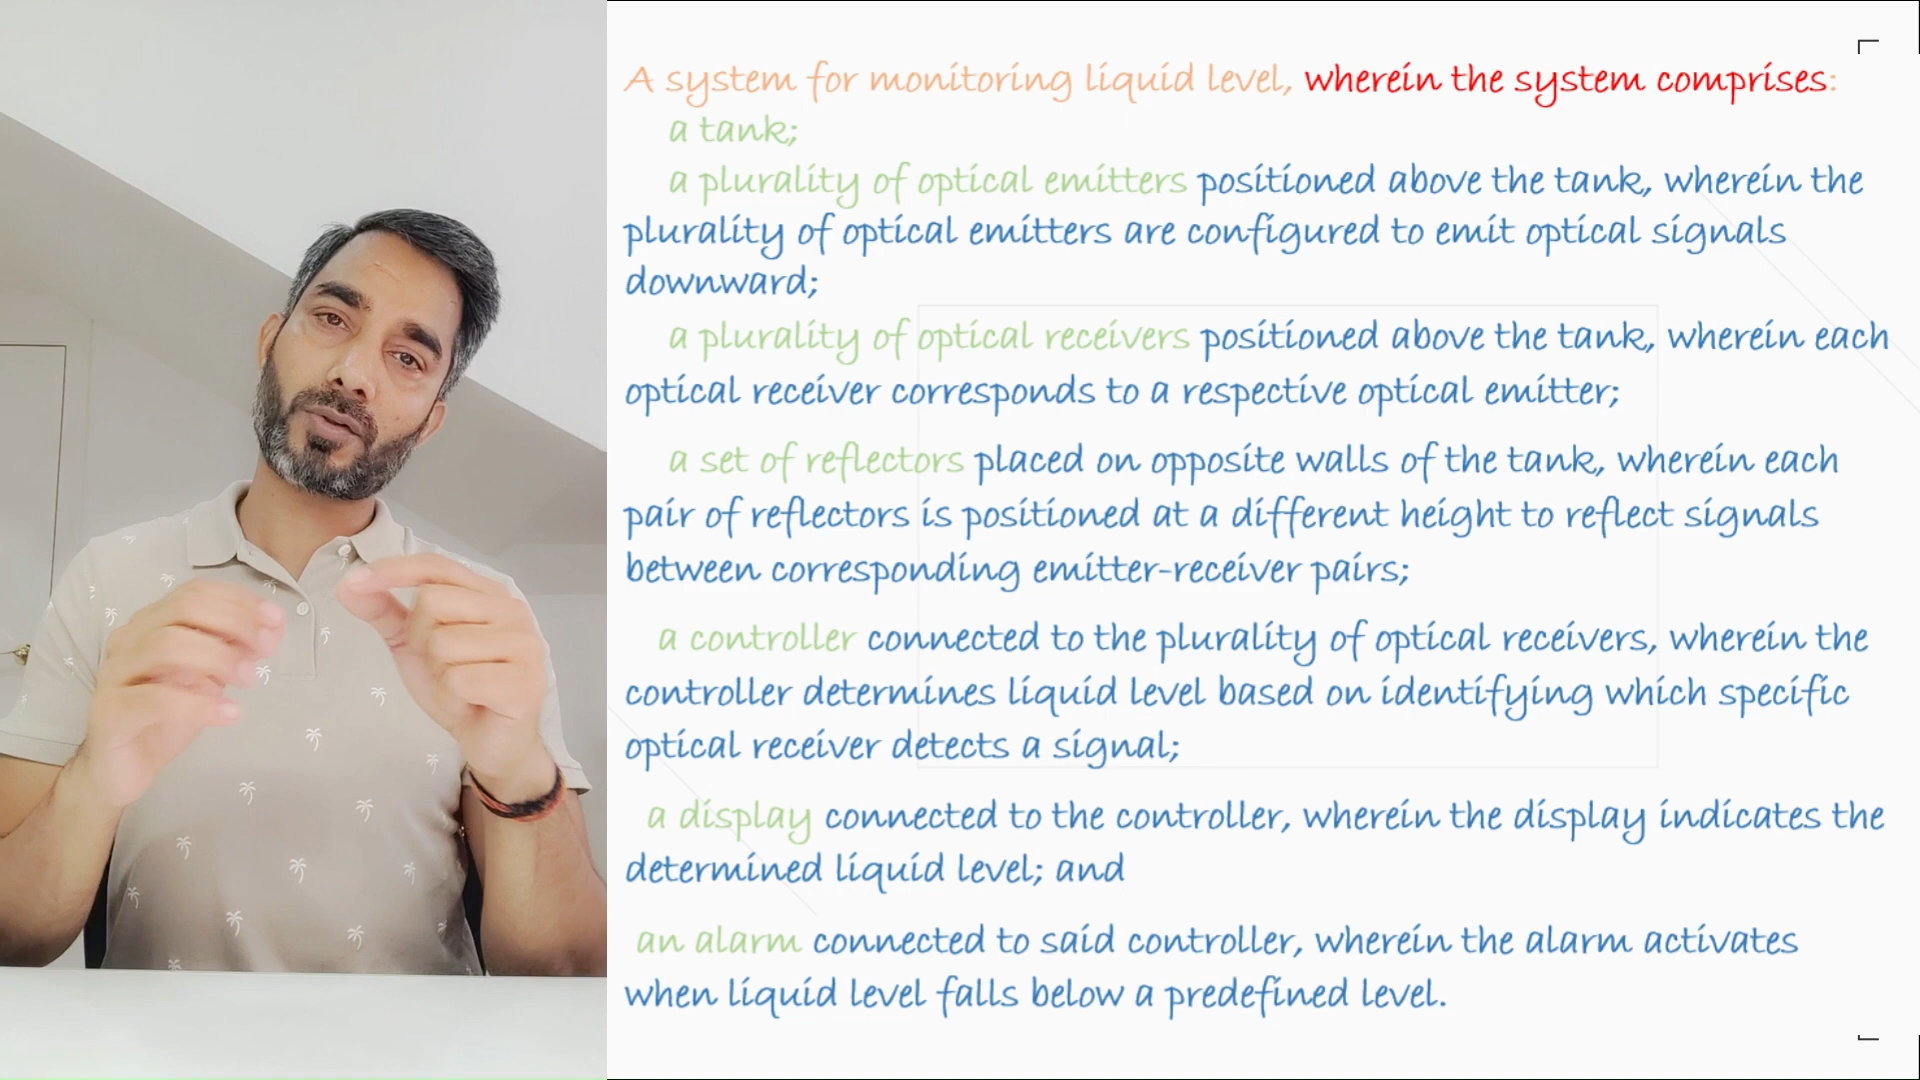 A system for monitoring liquid level, wherein the system comprises:
a tank;
a plurality of optical emitters positioned above the tank, wherein the
plurality of optical emitters are configured to emit optical signals
downward;
a plurality of optical receivers positioned above the tank, wherein each
optical receiver corresponds to a respective optical emitter;
a set of reflectors placed on opposite walls of the tank, wherein each
pair of reflectors is positioned at a different height to reflect signals
between corresponding emitter-receiver pairs;
a controller connected to the plurality of optical receivers, wherein the
controller determines liquid level based on identifying which specific
optical receiver detects a signal;
a display connected to the controller, wherein the display indicates the
determined liquid level; and
an alarm connected to said controller, wherein the alarm activates
when liquid level falls below a predefined level.